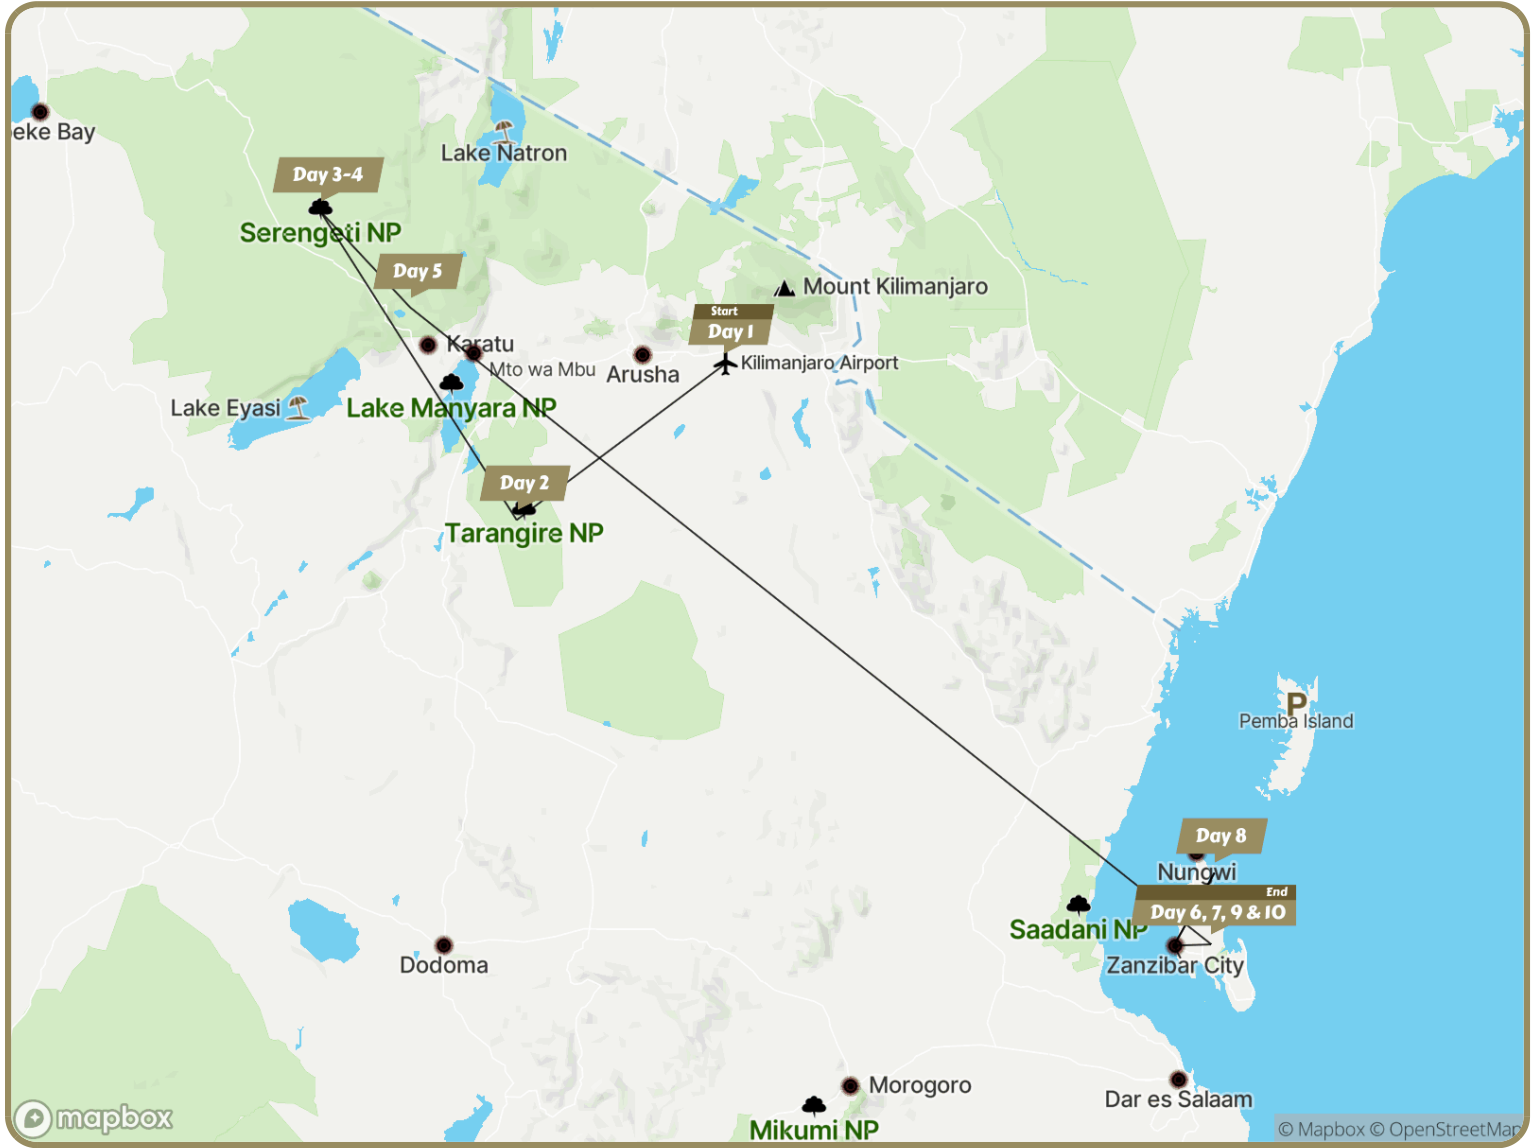 eke Bay
Lake Natron
Day 3-4
Serengeti NP
Day 5
Mount Kilimanjaro
Start
Day 1
Karatu
Kilimanjaro Airport
Mto wa Mbu
Arusha
Lake Eyasi
Lake Manyara NP
Day 2
Tarangire NP
P
Pemba Island
Day 8
Nungwi
End
Day 6, 7, 9 & 10
Saadani NP
Zanzibar City
Dodoma
Morogoro
Dar es Salaam
Mikumi NP
mapbox
© Mapbox © OpenStreetMap